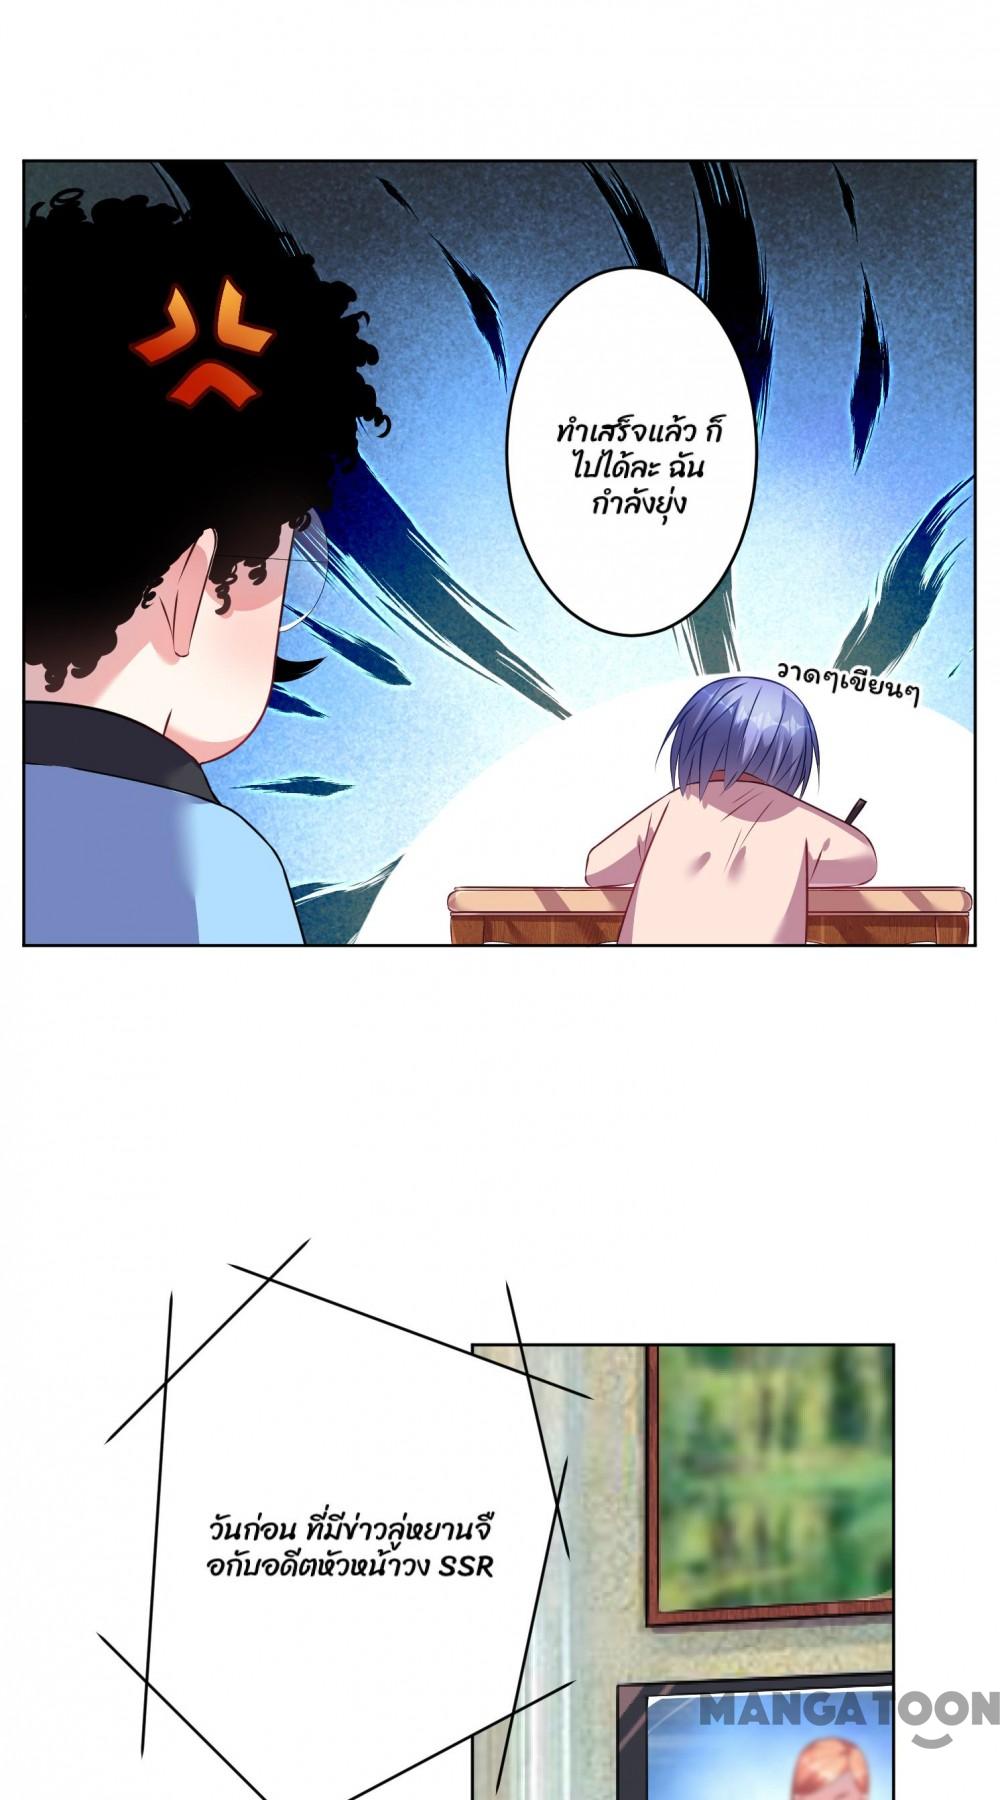 ทำเสร็จแล้ว ก็
ไปได้ละ ฉัน
กำลังยุ่ง
วาดๆเขียนๆ
วันก่อน ที่มีข่าวลู่หยานจื
อกับอดีตหัวหน้าวง SSR
MANGATOON